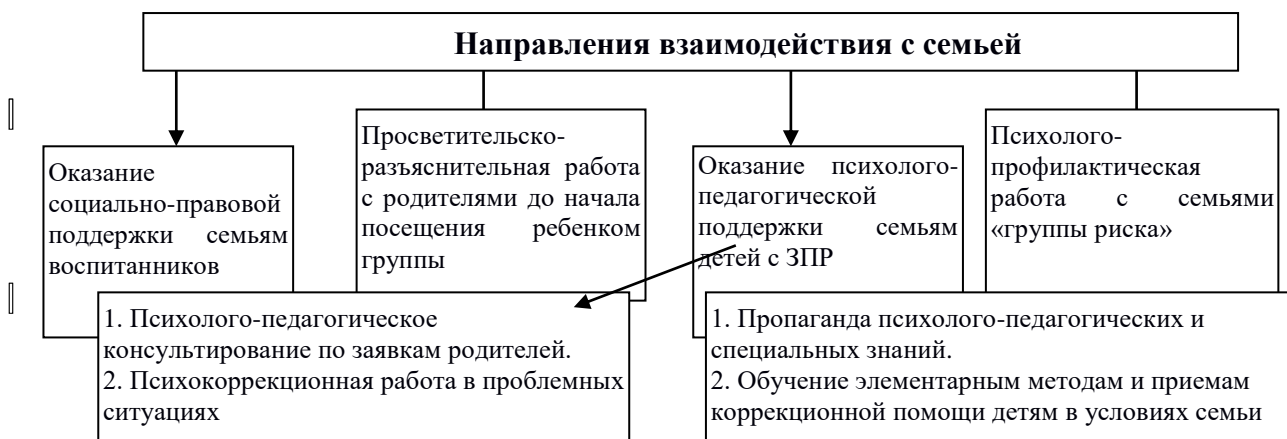 Направления взаимодействия с семьей
Оказание
социально-правовой
поддержки семьям
воспитанников
Просветительско-
разъяснительная работа
с родителями до начала
посещения ребенком
группы
Оказание психолого-
педагогической
поддержки семьям
детей с ЗПР
Психолого-
профилактическая
работа с семьями
«группы риска»
1. Психолого-педагогическое
консультирование по заявкам родителей.
2. Психокоррекционная работа в проблемных
ситуациях
1. Пропаганда психолого-педагогических и
специальных знаний.
2. Обучение элементарным методам и приемам
коррекционной помощи детям в условиях семьи